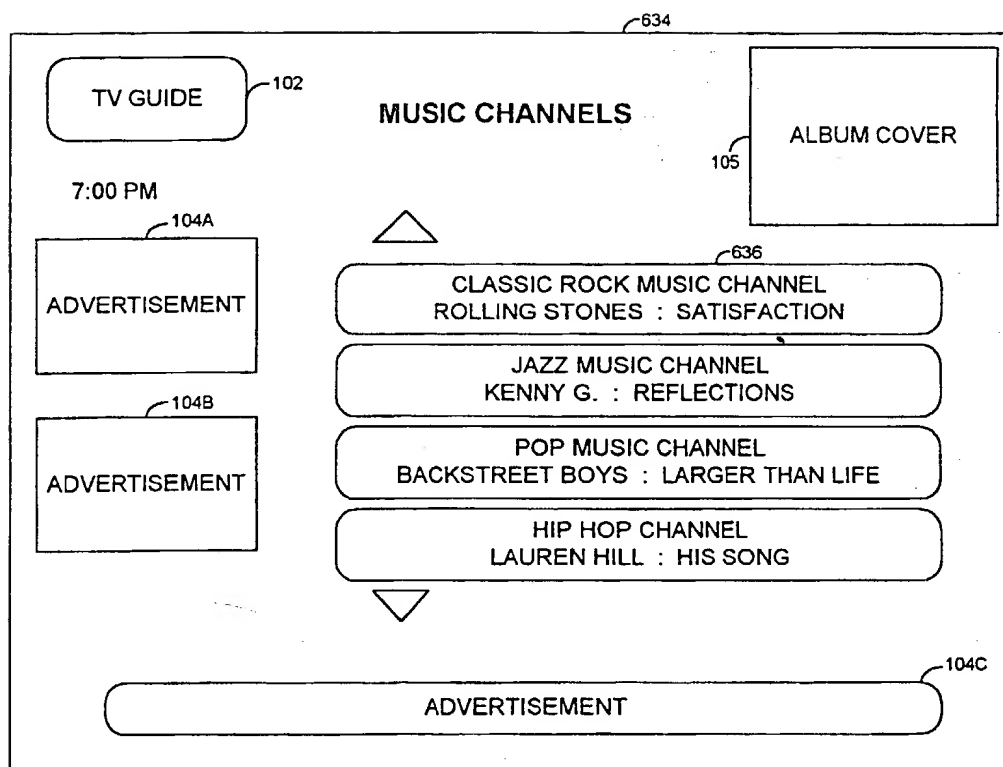 634
TV GUIDE
102
MUSIC CHANNELS
ALBUM COVER
105
7:00 PM
104A
ADVERTISEMENT
636
CLASSIC ROCK MUSIC CHANNEL
ROLLING STONES : SATISFACTION
JAZZ MUSIC CHANNEL
KENNY G. : REFLECTIONS
104B
ADVERTISEMENT
POP MUSIC CHANNEL
BACKSTREET BOYS : LARGER THAN LIFE
HIP HOP CHANNEL
LAUREN HILL : HIS SONG
104C
ADVERTISEMENT